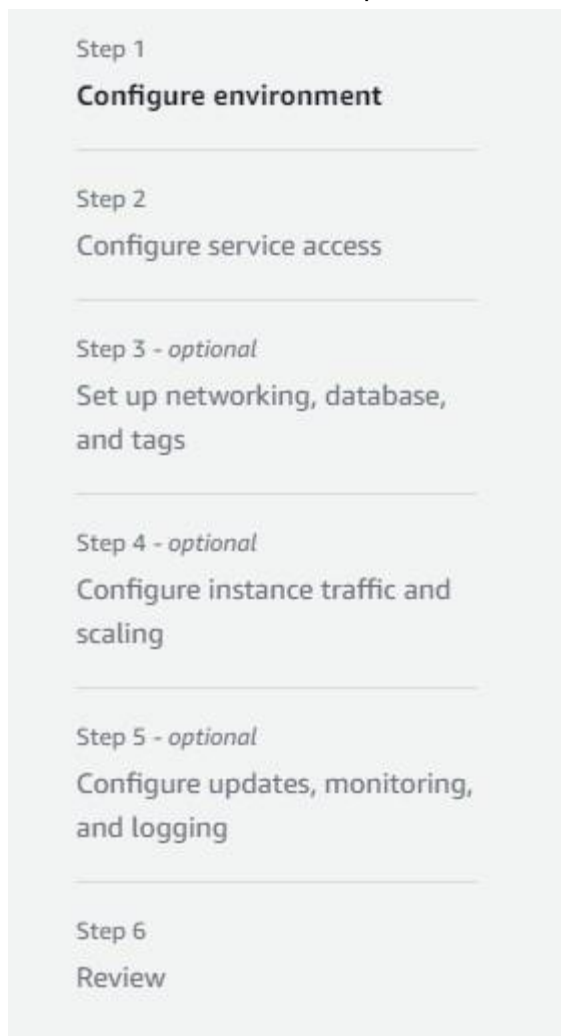 Step 1
Configure environment
Step 2
Configure service access
Step 3 - optional
Set up networking, database,
and tags
Step 4 - optional
Configure instance traffic and
scaling
Step 5 - optional
Configure updates, monitoring,
and logging
Step 6
Review